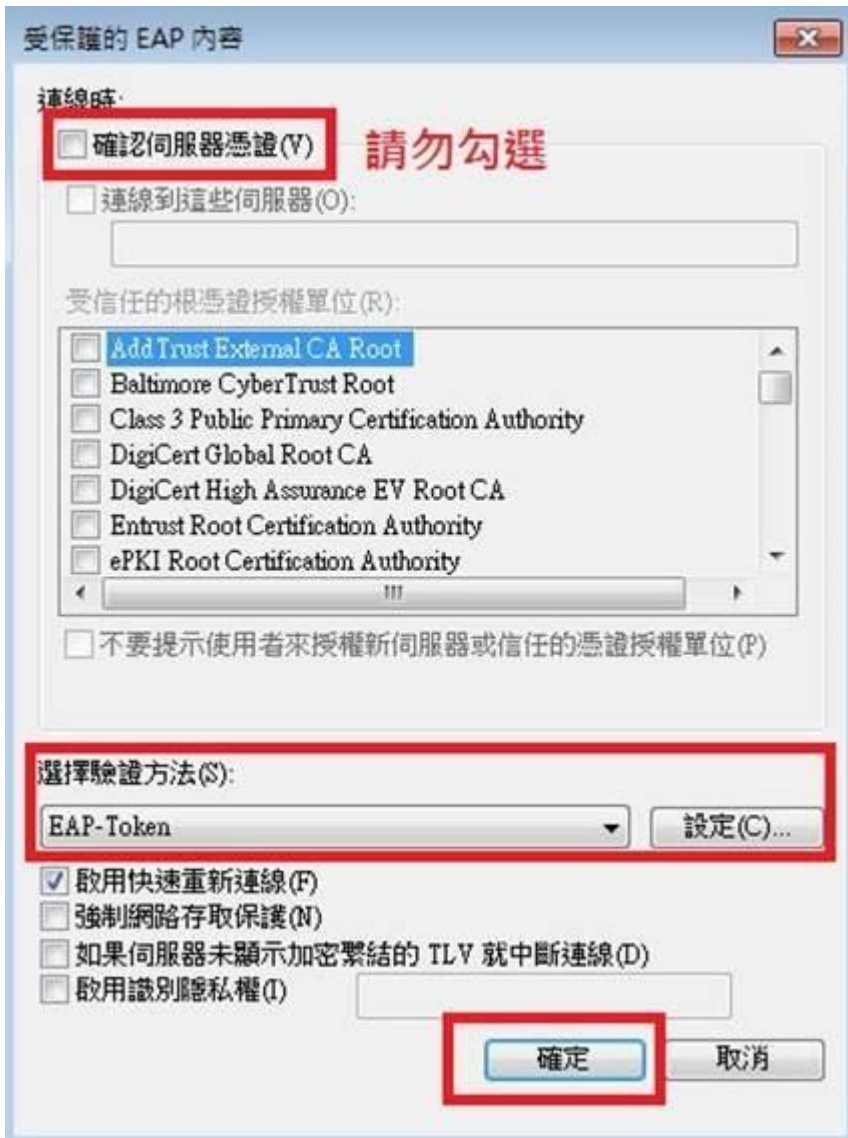 受保護的 EAP 內容
連線時:
確認伺服器憑證(V)
請勿勾選
連線到這些伺服器(O):
受信任的根憑證授權單位(R):
AddTrust External CA Root
Baltimore CyberTrust Root
Class 3 Public Primary Certification Authority
DigiCert Global Root CA
DigiCert High Assurance EV Root CA
Entrust Root Certification Authority
ePKI Root Certification Authority
不要提示使用者來授權新伺服器或信任的憑證授權單位(P)
選擇驗證方法(S):
EAP-Token
設定(C)...
啟用快速重新連線(F)
強制網路存取保護(N)
如果伺服器未顯示加密繫結的 TLV 就中斷連線(D)
啟用識別隱私權(I)
確定
取消